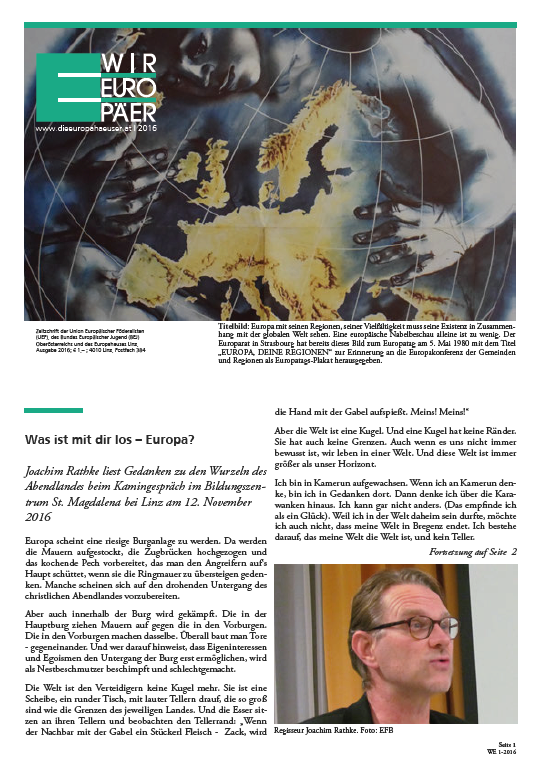 WIR
EURO
PÄER
www.dieeuropahaeuser.at | 2016
Zeitschrift der Union Europäischer Föderalisten
(UEF), des Bundes Europäischer Jugend (BEJ)
Oberösterreichs und des Europahauses Linz,
Ausgabe 2016; € 1,– ; 4010 Linz, Postfach 384
Titelbild: Europa mit seinen Regionen, seiner Vielfältigkeit muss seine Existenz in Zusammen-
hang mit der globalen Welt sehen. Eine europäische Nabelbeschau alleine ist zu wenig. Der
Europarat in Strasbourg hat bereits dieses Bild zum Europatag am 5. Mai 1980 mit dem Titel
„EUROPA, DEINE REGIONEN“ zur Erinnerung an die Europakonferenz der Gemeinden
und Regionen als Europatags-Plakat herausgegeben.
Was ist mit dir los – Europa?
Joachim Rathke liest Gedanken zu den Wurzeln des
Abendlandes beim Kamingespräch im Bildungszen-
trum St. Magdalena bei Linz am 12. November
2016
Europa scheint eine riesige Burganlage zu werden. Da werden
die Mauern aufgestockt, die Zugbrücken hochgezogen und
das kochende Pech vorbereitet, das man den Angreifern auf's
Haupt schüttet, wenn sie die Ringmauer zu übersteigen geden-
ken. Manche scheinen sich auf den drohenden Untergang des
christlichen Abendlandes vorzubereiten.
Aber auch innerhalb der Burg wird gekämpft. Die in der
Hauptburg ziehen Mauern auf gegen die in den Vorburgen.
Die in den Vorburgen machen dasselbe. Überall baut man Tore
- gegeneinander. Und wer darauf hinweist, dass Eigeninteressen
und Egoismen den Untergang der Burg erst ermöglichen, wird
als Nestbeschmutzer beschimpft und schlechtgemacht.
Die Welt ist den Verteidigern keine Kugel mehr. Sie ist eine
Scheibe, ein runder Tisch, mit lauter Tellern drauf, die so groß
sind wie die Grenzen des jeweiligen Landes. Und die Esser sit-
zen an ihren Tellern und beobachten den Tellerrand: „Wenn
der Nachbar mit der Gabel ein Stückerl Fleisch - Zack, wird
die Hand mit der Gabel aufspießt. Meins! Meins!“
Aber die Welt ist eine Kugel. Und eine Kugel hat keine Ränder.
Sie hat auch keine Grenzen. Auch wenn es uns nicht immer
bewusst ist, wir leben in einer Welt. Und diese Welt ist immer
größer als unser Horizont.
Ich bin in Kamerun aufgewachsen. Wenn ich an Kamerun den-
ke, bin ich in Gedanken dort. Dann denke ich über die Kara-
wanken hinaus. Ich kann gar nicht anders. (Das empfinde ich
als ein Glück). Weil ich in der Welt daheim sein durfte, möchte
ich auch nicht, dass meine Welt in Bregenz endet. Ich bestehe
darauf, das meine Welt die Welt ist, und kein Teller.
Fortsetzung auf Seite 2
Regisseur Joachim Rathke. Foto: EFB
Seite 1
WE 1-2016